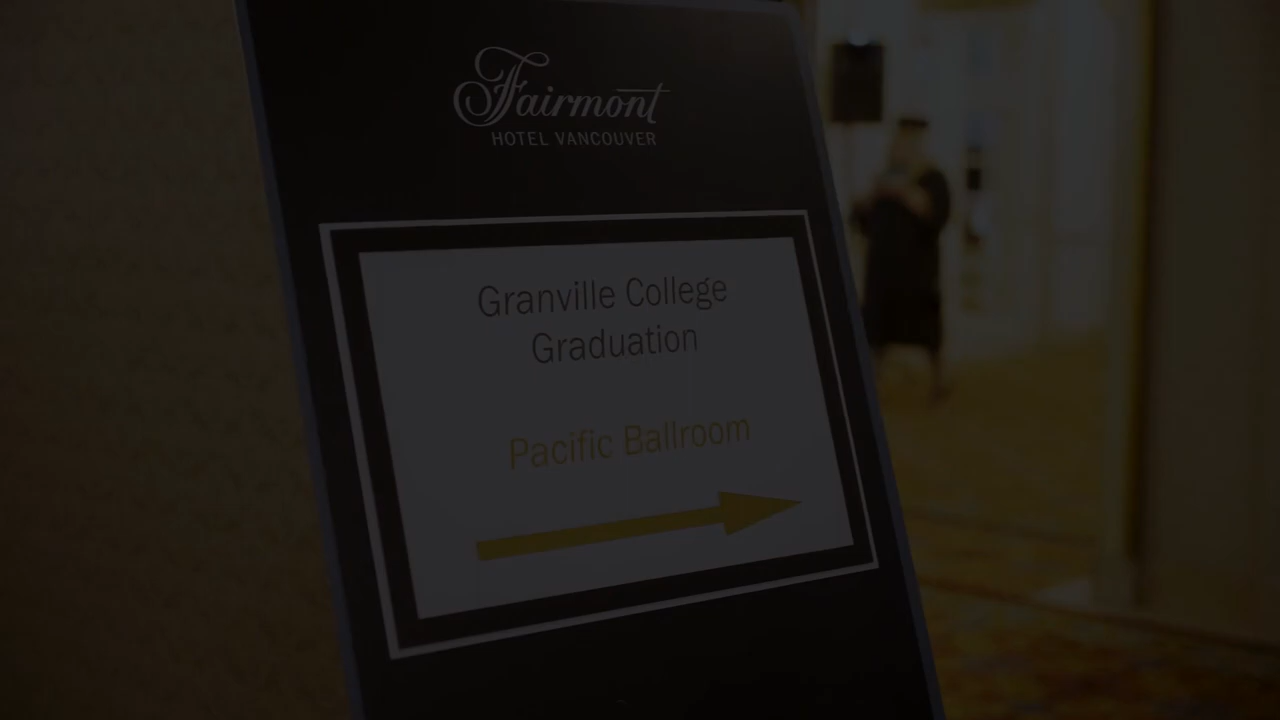 Fairmont
HOTEL VANCOUVER
Granville College
Graduation
Pacific Ballroom